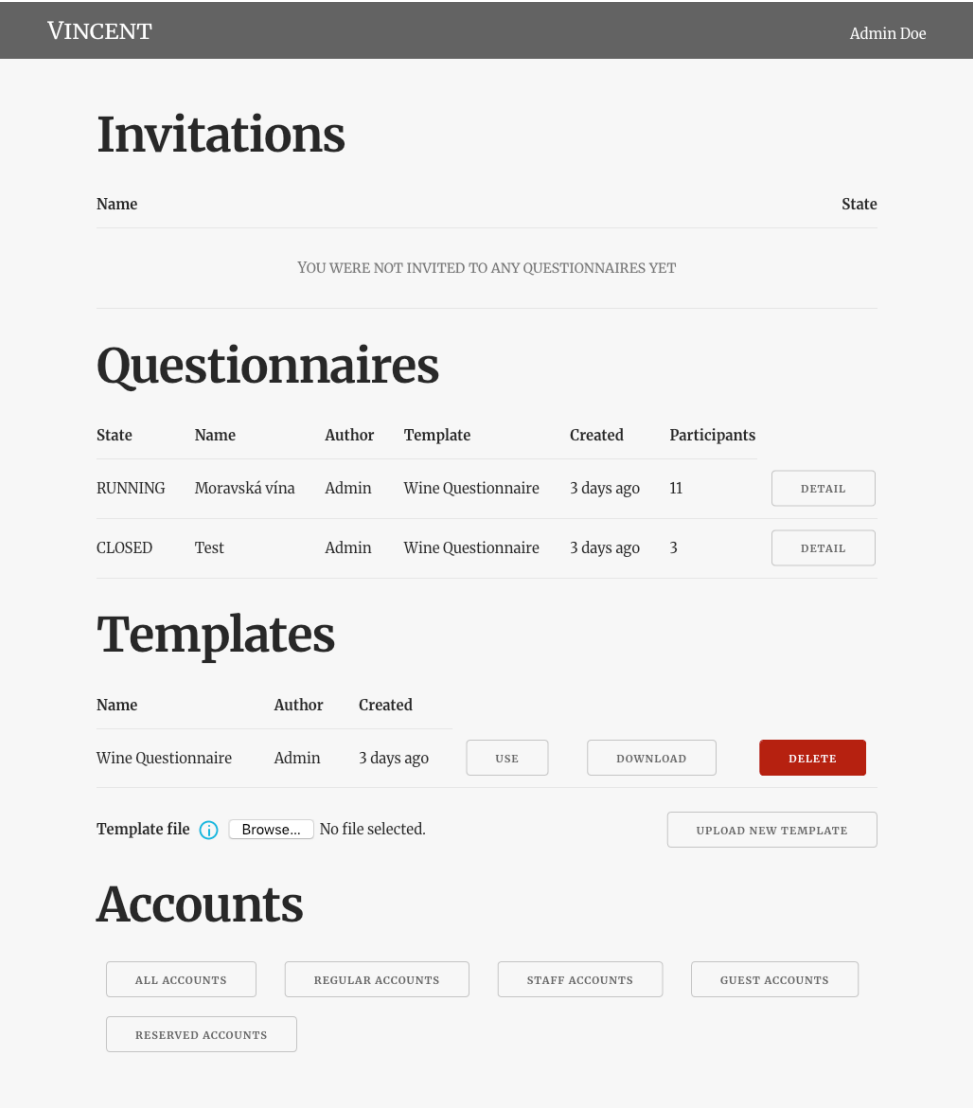 VINCENT Admin Doe
Invitations
Name State
YOU WERE NOT INVITED TO ANY QUESTIONNAIRES YET
Questionnaires
State Name Author Template Created Participants
RUNNING Moravská vína Admin Wine Questionnaire 3 days ago 11 DETAIL
CLOSED Test Admin Wine Questionnaire 3 days ago 3 DETAIL
Templates
Name Author Created
Wine Questionnaire Admin 3 days ago USE DOWNLOAD DELETE
Template file i Browse... No file selected. UPLOAD NEW TEMPLATE
Accounts
ALL ACCOUNTS REGULAR ACCOUNTS STAFF ACCOUNTS GUEST ACCOUNTS
RESERVED ACCOUNTS